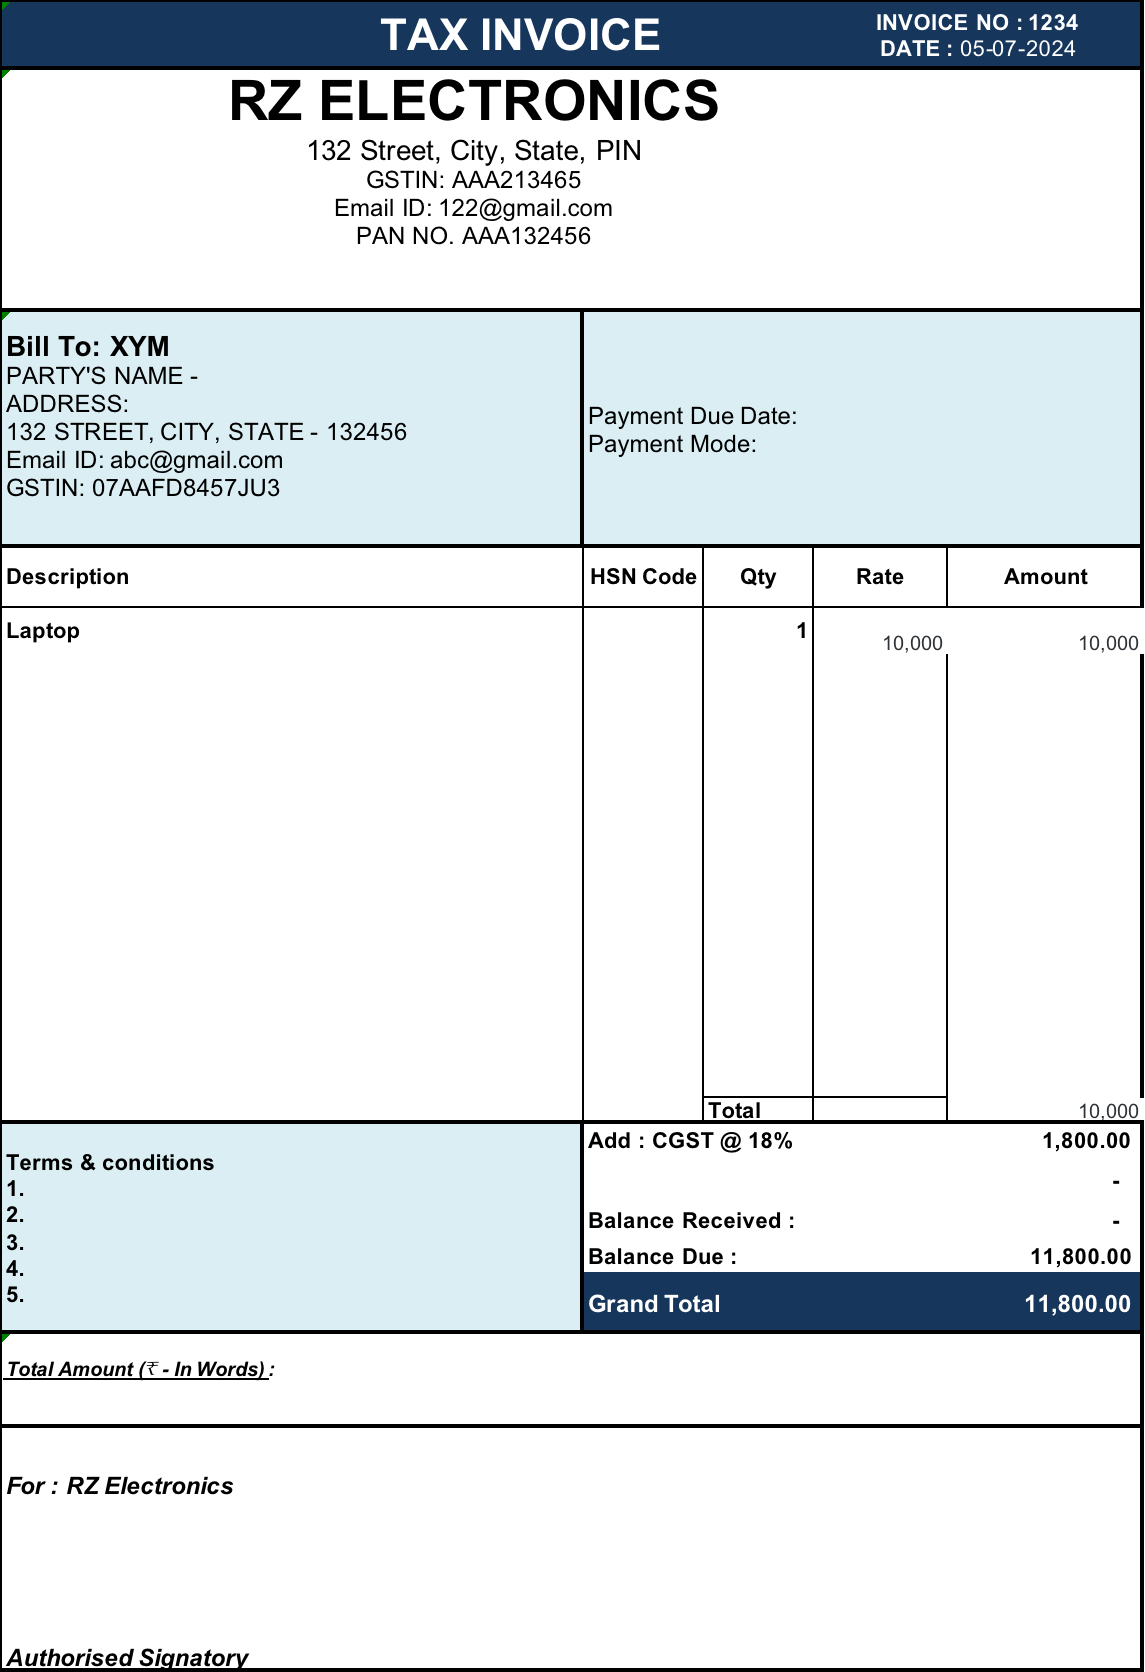 TAX INVOICE
INVOICE NO : 1234
DATE : 05-07-2024
RZ ELECTRONICS
132 Street, City, State, PIN
GSTIN: AAA213465
Email ID: 122@gmail.com
PAN NO. AAA132456
Bill To: XYM
PARTY'S NAME -
ADDRESS:
132 STREET, CITY, STATE - 132456
Email ID: abc@gmail.com
GSTIN: 07AAFD8457JU3
Payment Due Date:
Payment Mode:
Description HSN Code Qty Rate Amount
Laptop 1 10,000 10,000
Total 10,000
Terms & conditions
1.
2.
3.
4.
5.
Add : CGST @ 18% 1,800.00
-
Balance Received : -
Balance Due : 11,800.00
Grand Total 11,800.00
Total Amount (₹ - In Words) :
For : RZ Electronics
Authorised Signatory